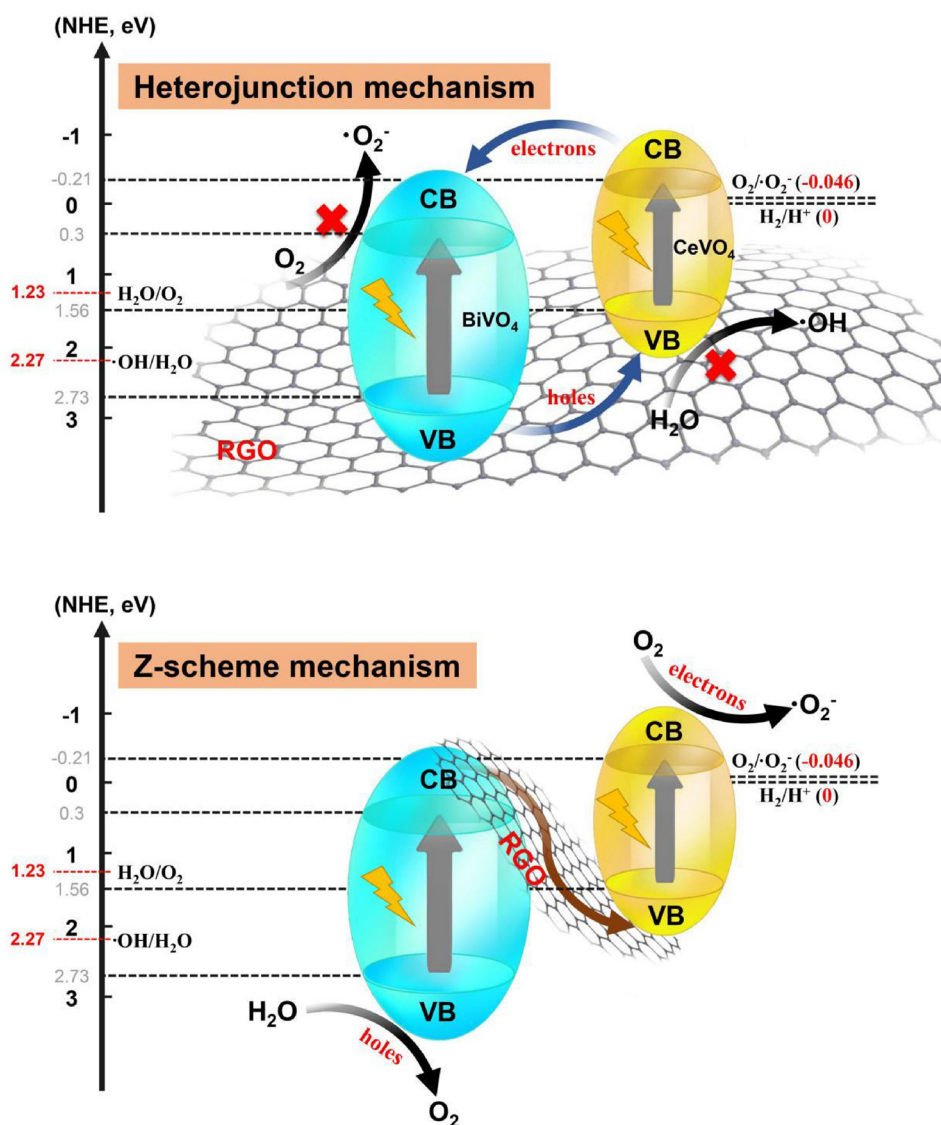 (NHE, eV)
Heterojunction mechanism
·O₂⁻
-1
electrons
CB
-0.21
CB
O₂/·O₂⁻ (-0.046)
0
H₂/H⁺ (0)
0.3
O₂
CeVO₄
1
1.23
H₂O/O₂
1.56
BiVO₄
·OH
2
VB
2.27
·OH/H₂O
2.73
holes
H₂O
3
VB
RGO
(NHE, eV)
Z-scheme mechanism
O₂
electrons
·O₂⁻
-1
CB
-0.21
CB
O₂/·O₂⁻ (-0.046)
0
H₂/H⁺ (0)
0.3
RGO
1
1.23
H₂O/O₂
1.56
VB
2
2.27
·OH/H₂O
2.73
3
H₂O
VB
holes
O₂